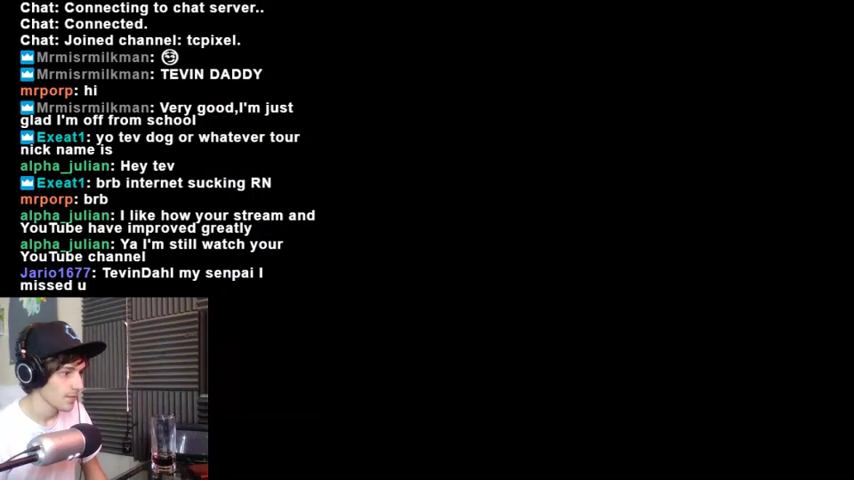 Chat: Connecting to chat server..
Chat: Connected.
Chat: Joined channel: tcpixel.
Mrmisrmilkman: 😏
Mrmisrmilkman: TEVIN DADDY
mrporp: hi
Mrmisrmilkman: Very good,I'm just
glad I'm off from school
Exeat1: yo tev dog or whatever tour
nick name is
alpha_julian: Hey tev
Exeat1: brb internet sucking RN
mrporp: brb
alpha_julian: I like how your stream and
YouTube have improved greatly
alpha_julian: Ya I'm still watch your
YouTube channel
Jario1677: TevinDahl my senpai I
missed u